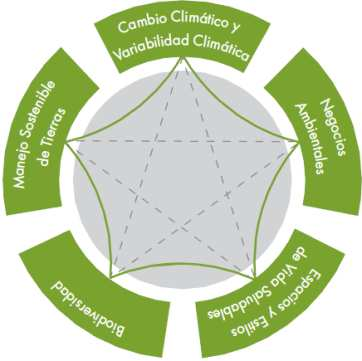 Cambio Climático y
Variabilidad Climática
Negocios
Ambientales
Espacios y Estilos
de Vida Saludables
Biodiversidad
Manejo Sostenible
de Tierras